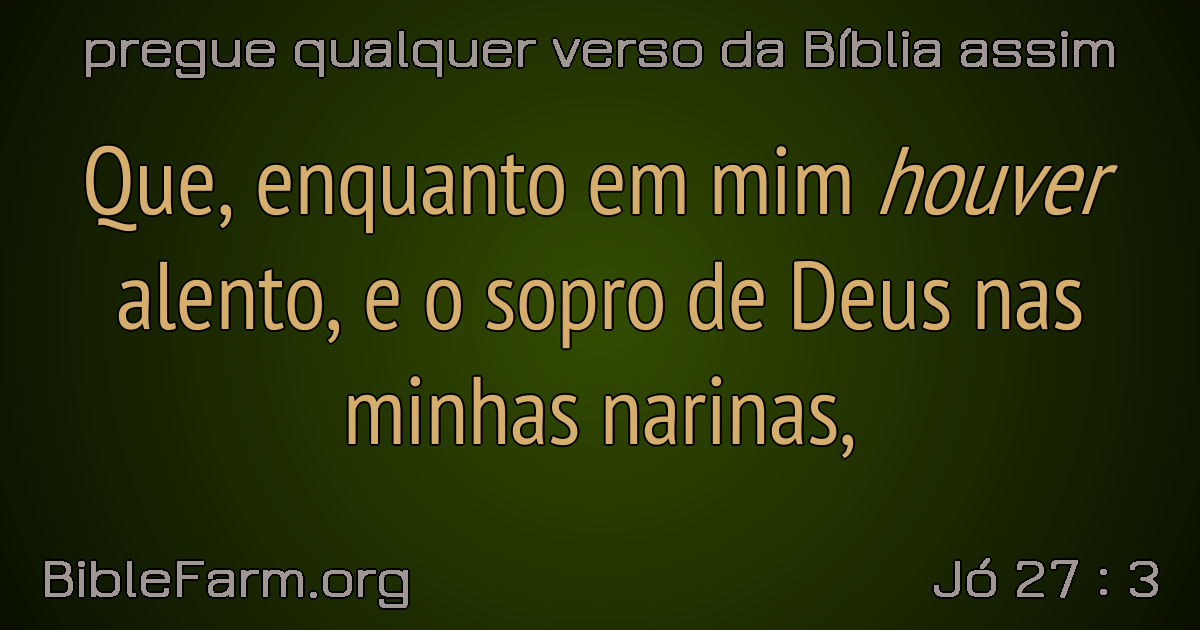 pregue qualquer verso da Bíblia assim
Que, enquanto em mim houver
alento, e o sopro de Deus nas
minhas narinas,
BibleFarm.org
Jó 27 : 3